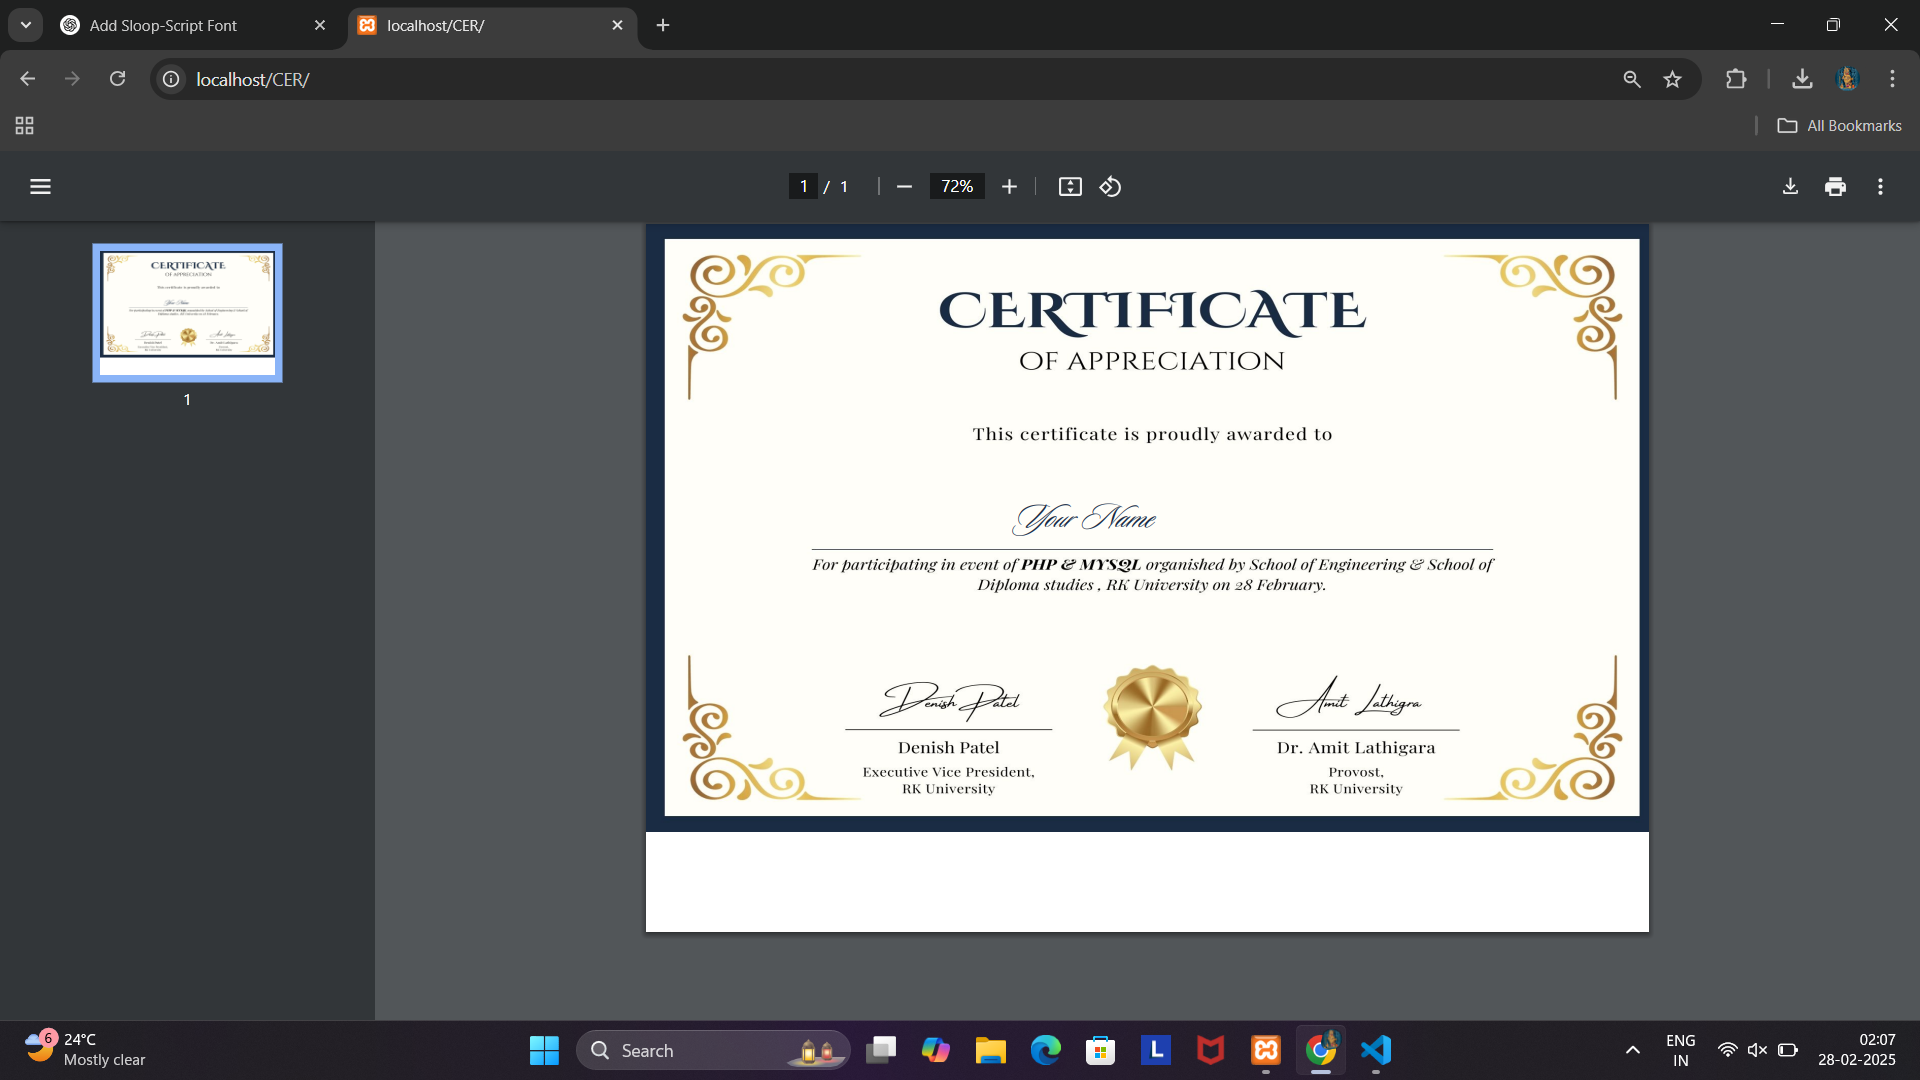 Add Sloop-Script Font
localhost/CER/
localhost/CER/
All Bookmarks
1 / 1
72%
CERTIFICATE
OF APPRECIATION
This certificate is proudly awarded to
Your Name
For participating in event of PHP & MYSQL organished by School of Engineering & School of
Diploma studies , RK University on 28 February.
Denish Patel
Amit Lathigra
Denish Patel
Executive Vice President,
RK University
Dr. Amit Lathigara
Provost,
RK University
1
6
24°C
Mostly clear
Search
L
ENG
IN
02:07
28-02-2025